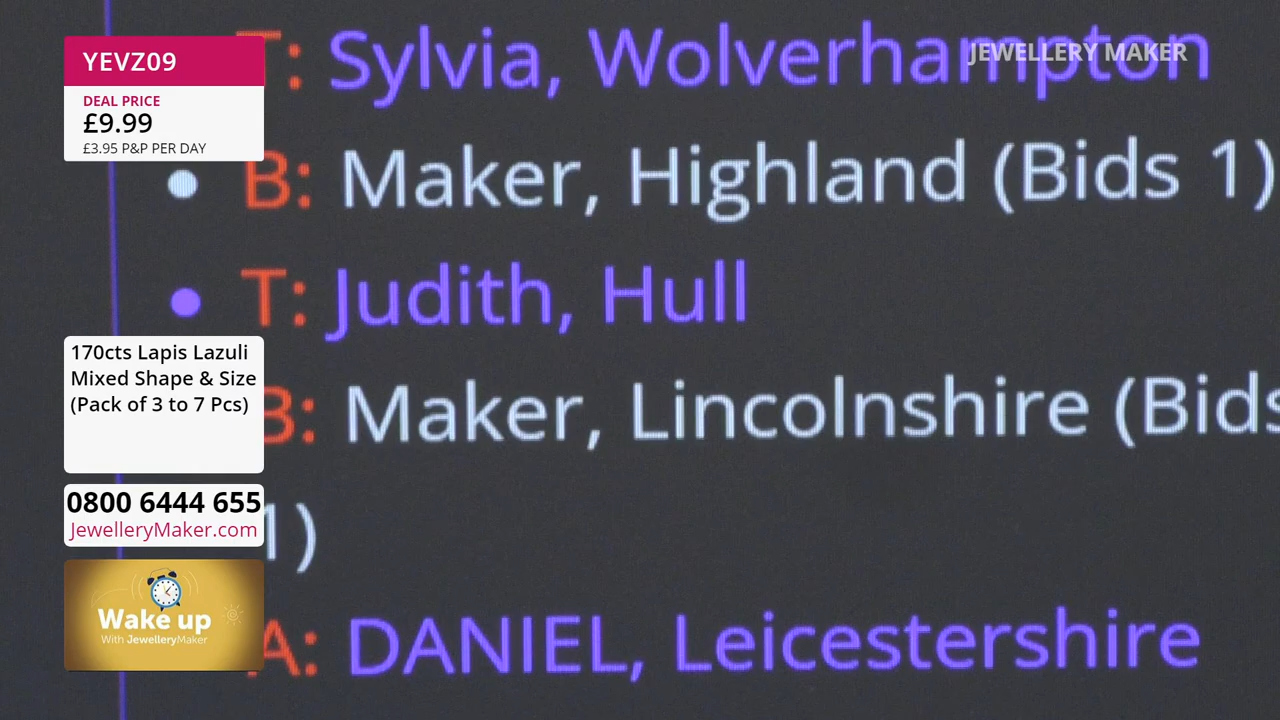 YEVZ09
DEAL PRICE
£9.99
£3.95 P&P PER DAY
T: Sylvia, Wolverhampton
JEWELLERY MAKER
B: Maker, Highland (Bids 1)
T: Judith, Hull
170cts Lapis Lazuli
Mixed Shape & Size
(Pack of 3 to 7 Pcs)
B: Maker, Lincolnshire (Bids
1)
0800 6444 655
JewelleryMaker.com
Wake up
With JewelleryMaker
A: DANIEL, Leicestershire